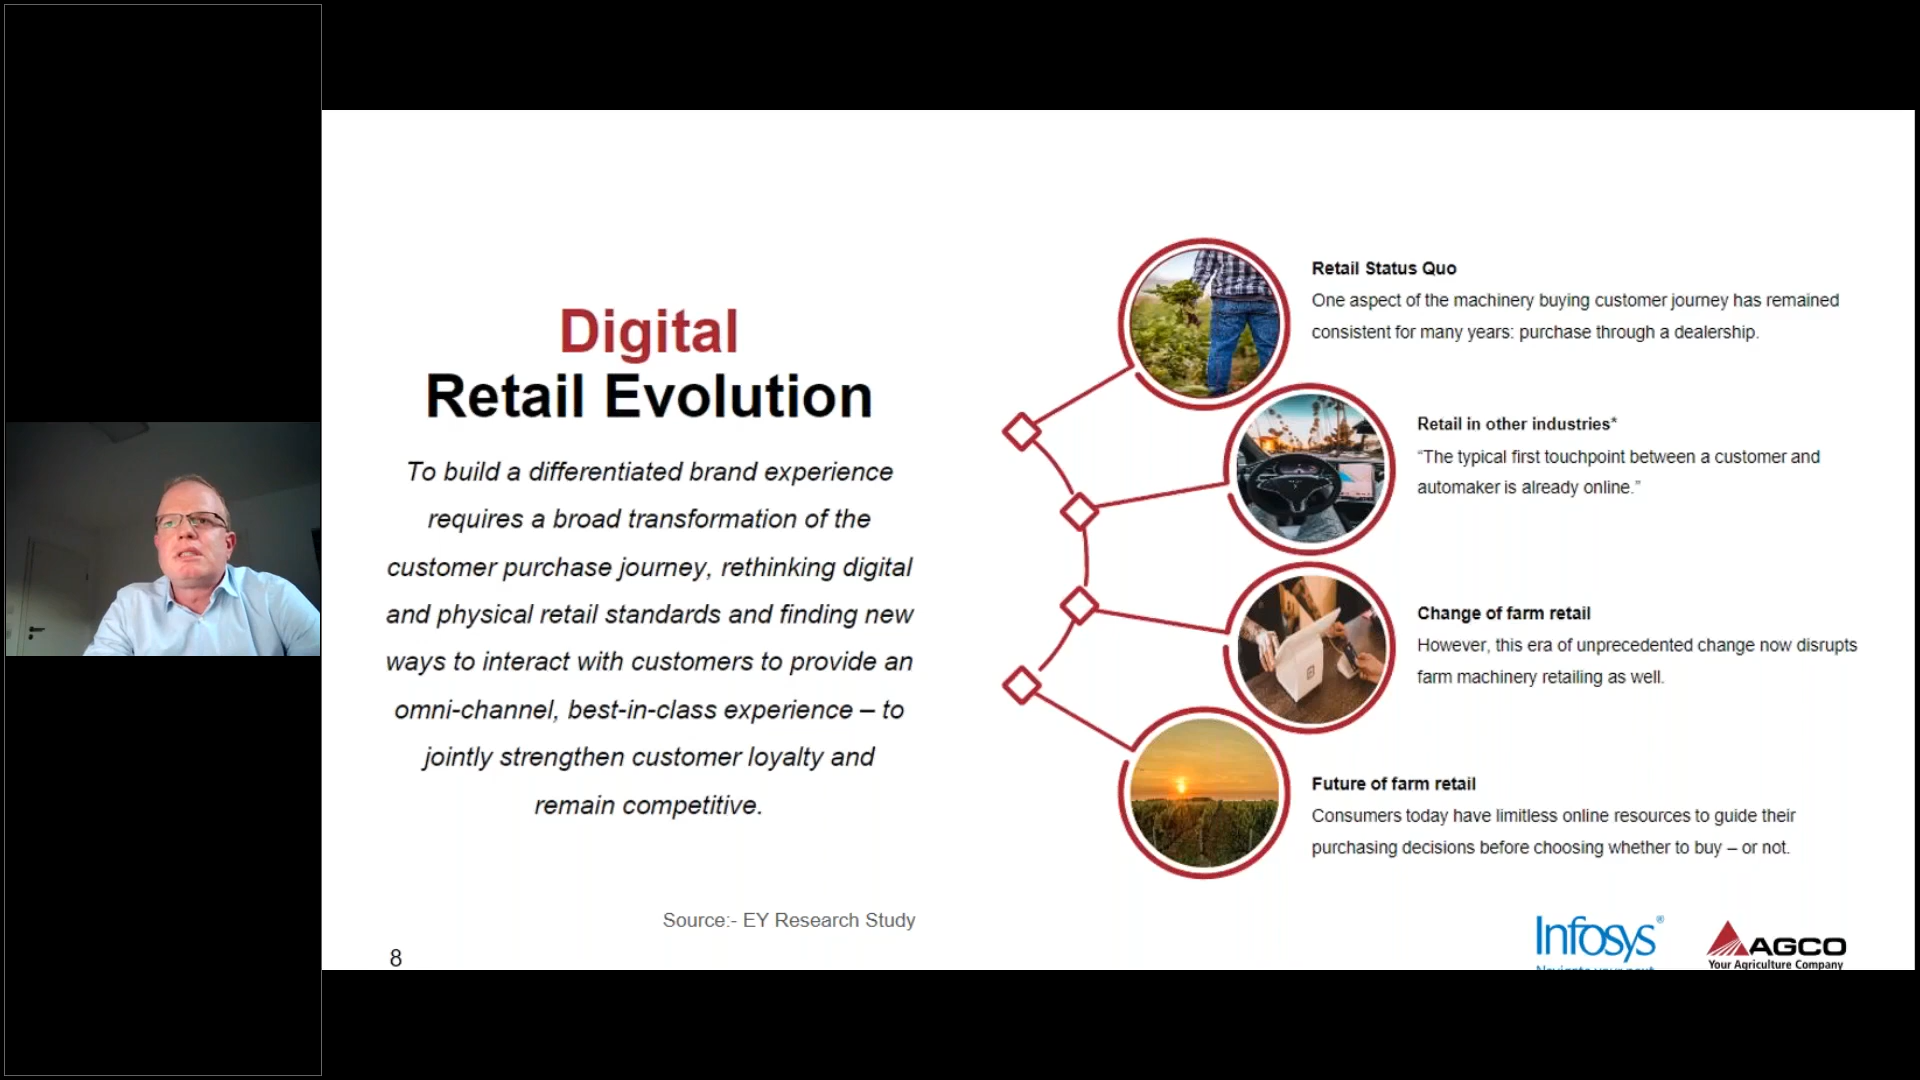 Digital
Retail Evolution
To build a differentiated brand experience
requires a broad transformation of the
customer purchase journey, rethinking digital
and physical retail standards and finding new
ways to interact with customers to provide an
omni-channel, best-in-class experience – to
jointly strengthen customer loyalty and
remain competitive.
Source:- EY Research Study
8
Retail Status Quo
One aspect of the machinery buying customer journey has remained
consistent for many years: purchase through a dealership.
Retail in other industries*
“The typical first touchpoint between a customer and
automaker is already online.”
Change of farm retail
However, this era of unprecedented change now disrupts
farm machinery retailing as well.
Future of farm retail
Consumers today have limitless online resources to guide their
purchasing decisions before choosing whether to buy – or not.
Infosys®
AGCO
Your Agriculture Company